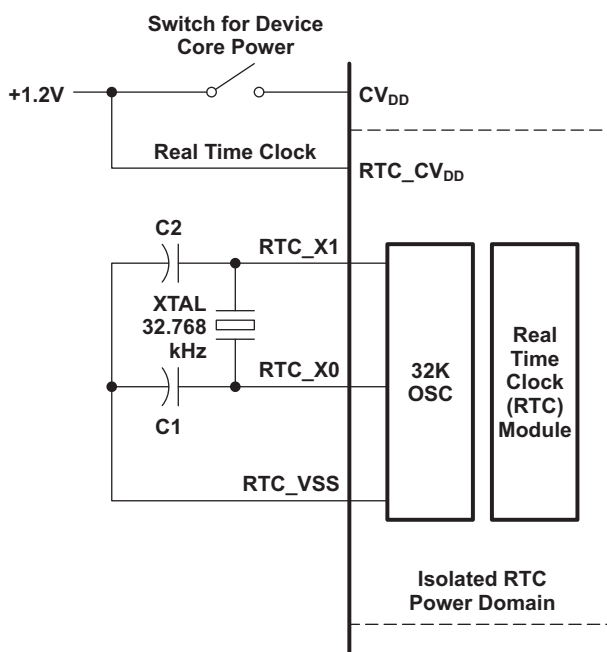 Switch for Device
Core Power
+1.2V
CVDD
Real Time Clock
RTC_CVDD
C2
RTC_X1
XTAL
32.768
kHz
RTC_X0
C1
RTC_VSS
32K
OSC
Real
Time
Clock
(RTC)
Module
Isolated RTC
Power Domain